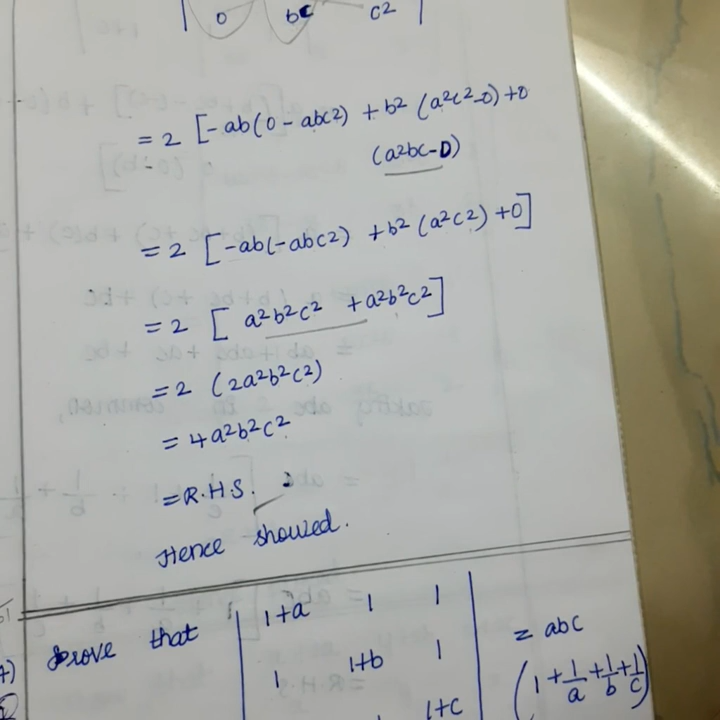 | 0 bc c2 |
= 2 [-ab(0 - abc2) + b2 (a2c2-0) +0
(a2bc-0)
= 2 [-ab(-abc2) +b2 (a2c2) +0]
= 2 [ a2b2c2 +a2b2c2]
= 2 (2a2b2c2)
= 4a2b2c2
= R.H.S.
Hence showed.
4) Prove that | 1+a 1 1 |
1 1+b 1 = abc
1+c (1+1/a+1/b+1/c)